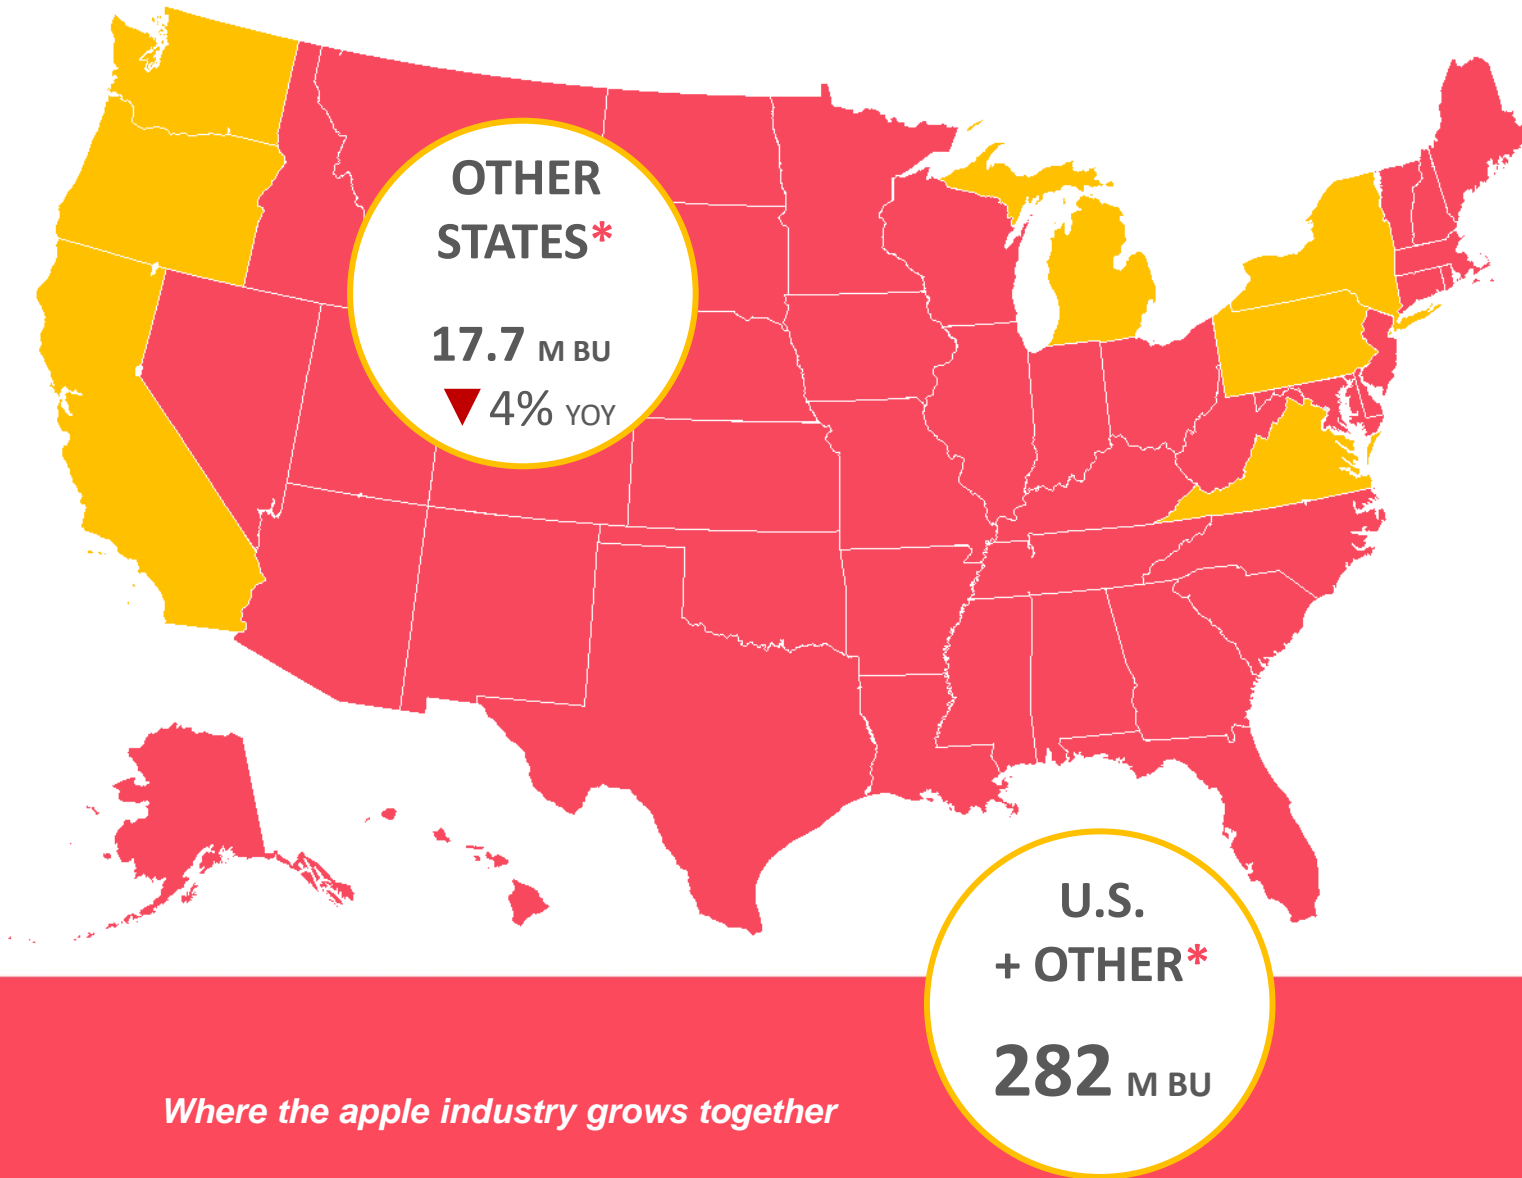 OTHER
STATES*
17.7 M BU
▼ 4% YOY
U.S.
+ OTHER*
282 M BU
Where the apple industry grows together